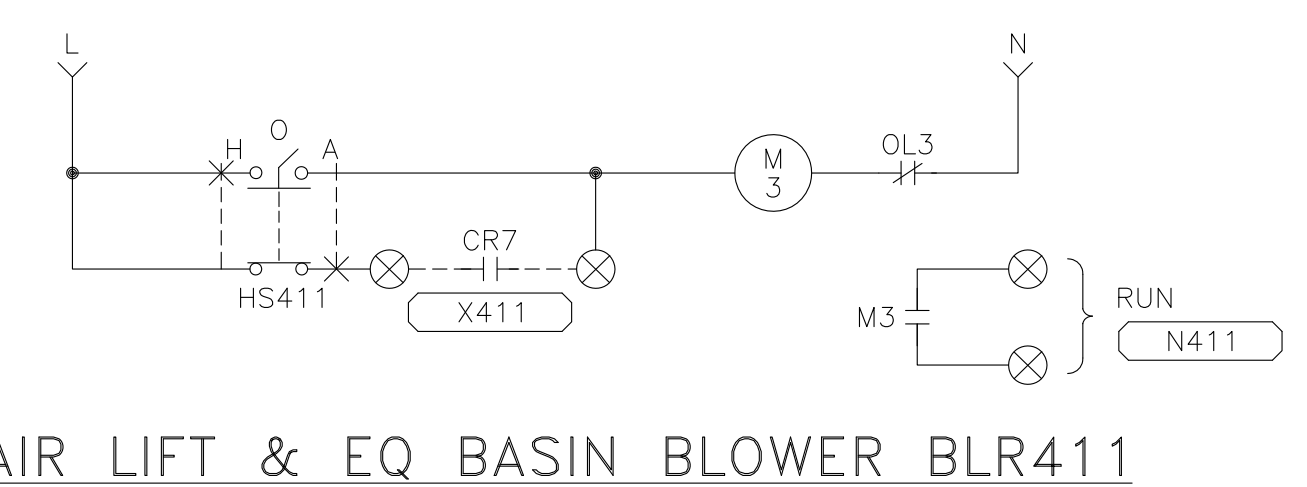 L
N
H
O
A
M
3
OL3
CR7
HS411
X411
M3
RUN
N411
AIR LIFT & EQ BASIN BLOWER BLR411